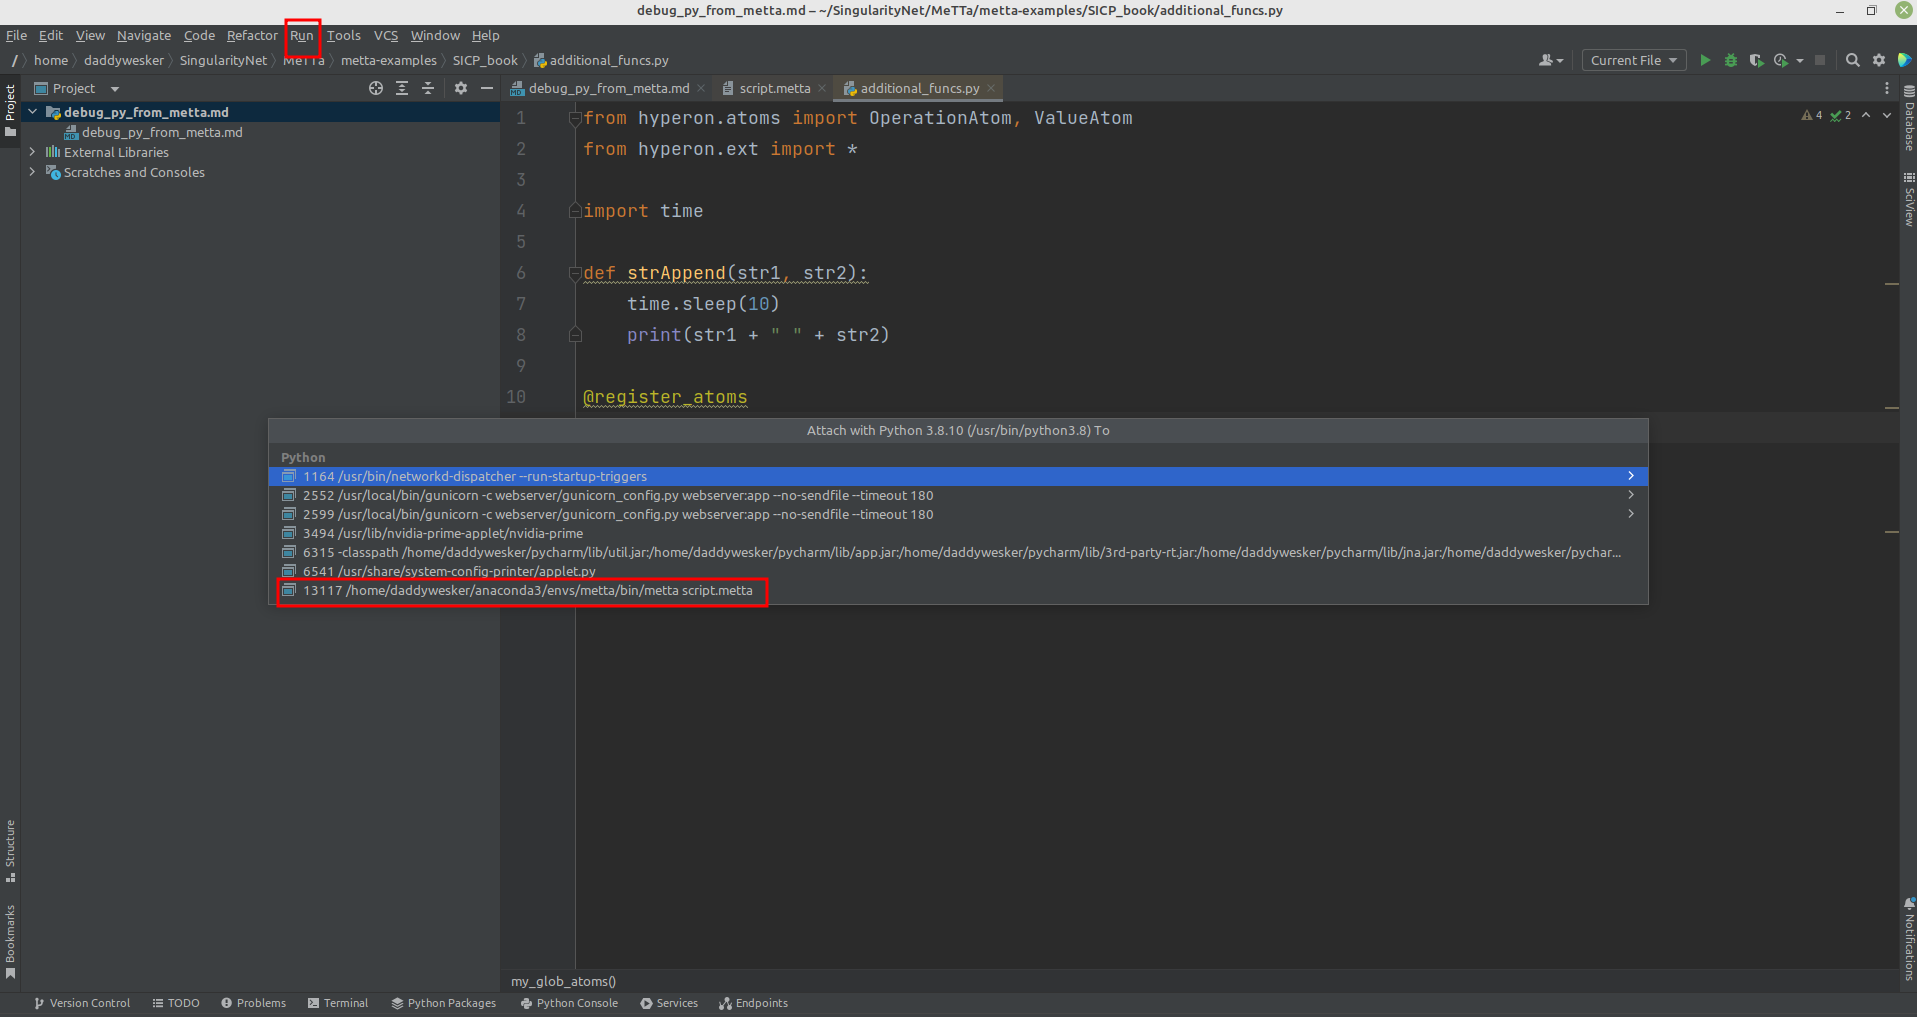 debug_py_from_metta.md – ~/SingularityNet/MeTTa/metta-examples/SICP_book/additional_funcs.py
File Edit View Navigate Code Refactor Run Tools VCS Window Help
/ home daddywesker SingularityNet MeTTa metta-examples SICP_book additional_funcs.py Current File
Project
debug_py_from_metta.md script.metta additional_funcs.py
Project
debug_py_from_metta.md
debug_py_from_metta.md
External Libraries
Scratches and Consoles
1 from hyperon.atoms import OperationAtom, ValueAtom
2 from hyperon.ext import *
3
4 import time
5
6 def strAppend(str1, str2):
7 time.sleep(10)
8 print(str1 + " " + str2)
9
10 @register_atoms
4 2
Database
SciView
Attach with Python 3.8.10 (/usr/bin/python3.8) To
Python
1164 /usr/bin/networkd-dispatcher --run-startup-triggers
2552 /usr/local/bin/gunicorn -c webserver/gunicorn_config.py webserver:app --no-sendfile --timeout 180
2599 /usr/local/bin/gunicorn -c webserver/gunicorn_config.py webserver:app --no-sendfile --timeout 180
3494 /usr/lib/nvidia-prime-applet/nvidia-prime
6315 -classpath /home/daddywesker/pycharm/lib/util.jar:/home/daddywesker/pycharm/lib/app.jar:/home/daddywesker/pycharm/lib/3rd-party-rt.jar:/home/daddywesker/pycharm/lib/jna.jar:/home/daddywesker/pychar...
6541 /usr/share/system-config-printer/applet.py
13117 /home/daddywesker/anaconda3/envs/metta/bin/metta script.metta
Structure
Bookmarks
Notifications
my_glob_atoms()
Version Control TODO Problems Terminal Python Packages Python Console Services Endpoints